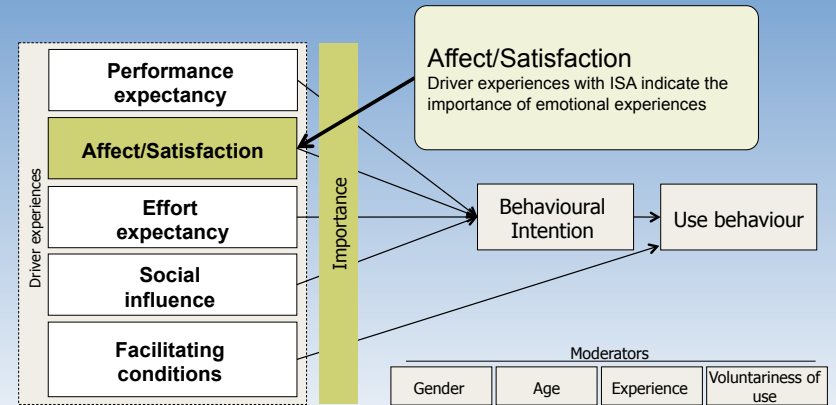 Driver experiences
Performance
expectancy
Affect/Satisfaction
Effort
expectancy
Social
influence
Facilitating
conditions
Importance
Affect/Satisfaction
Driver experiences with ISA indicate the
importance of emotional experiences
Behavioural
Intention
Use behaviour
Moderators
Gender
Age
Experience
Voluntariness of
use